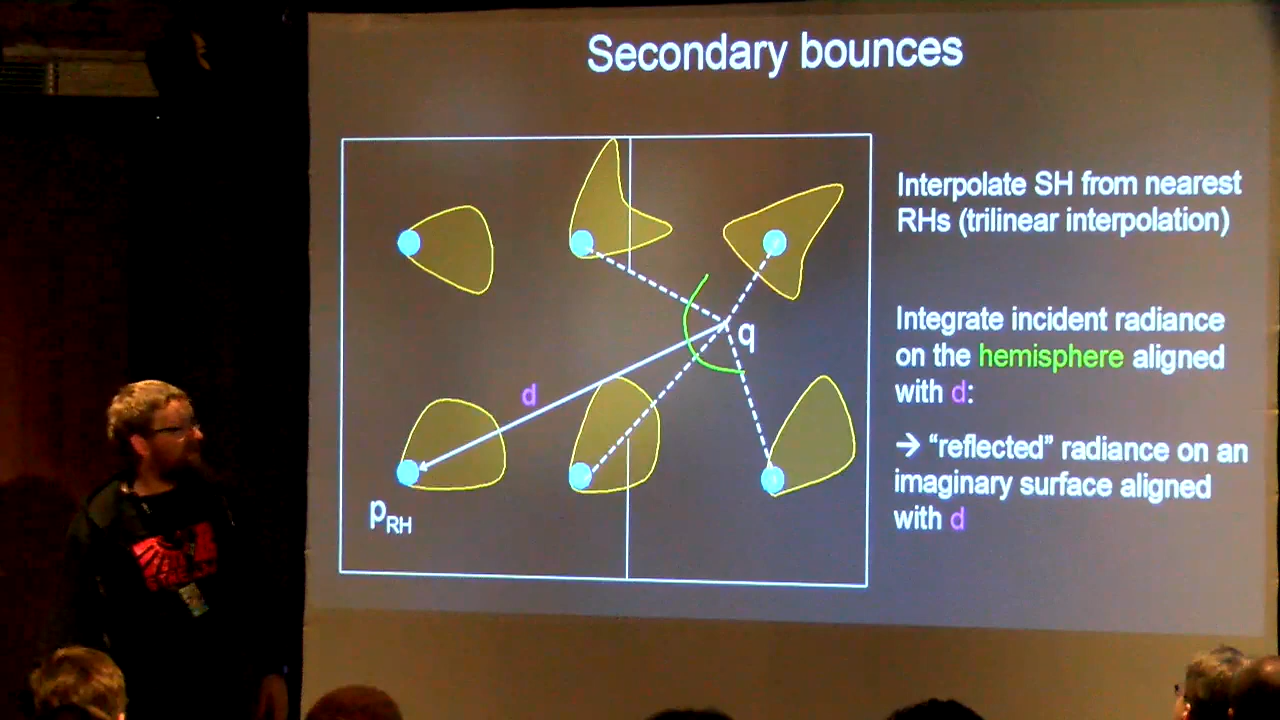 Secondary bounces
Interpolate SH from nearest
RHs (trilinear interpolation)
q
Integrate incident radiance
on the hemisphere aligned
with d:
d
→ “reflected” radiance on an
imaginary surface aligned
with d
pRH